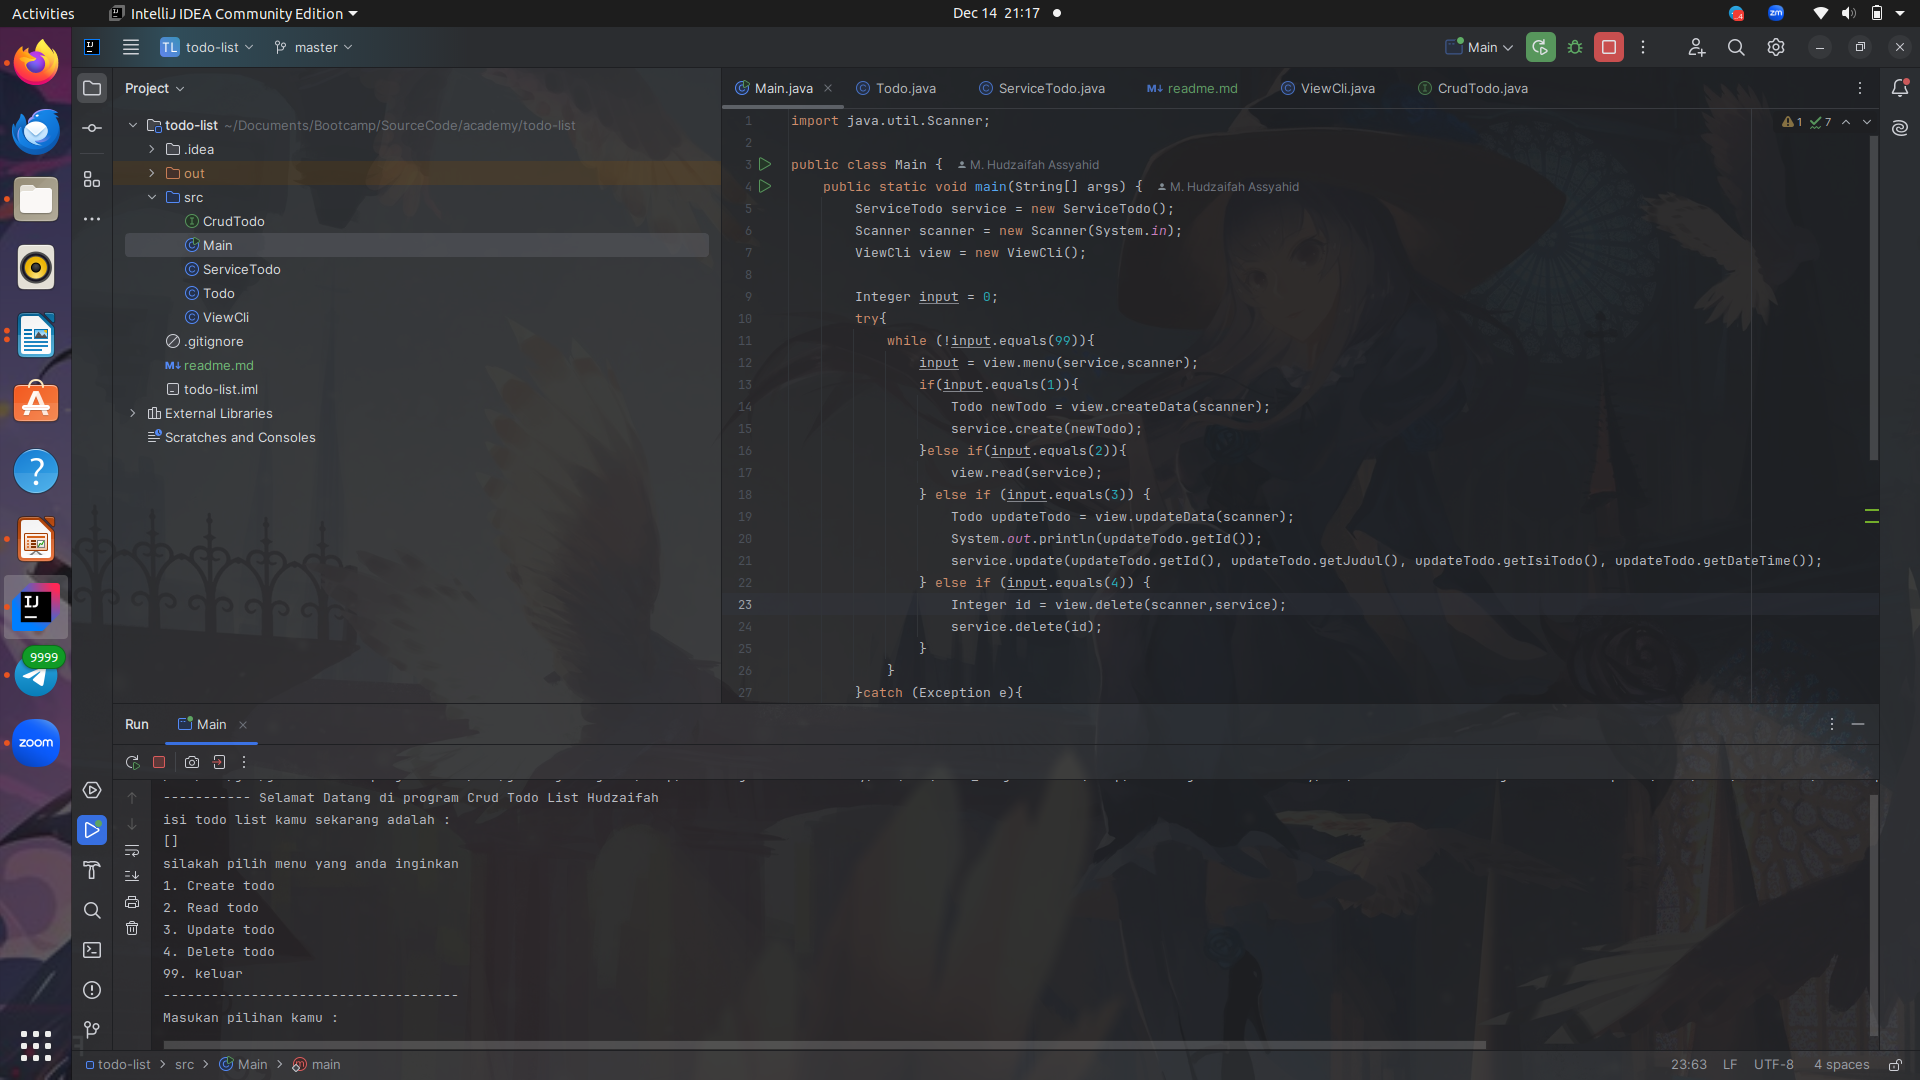 Activities
IntelliJ IDEA Community Edition
Dec 14 21:17
4
zm
IJ
TL todo-list
master
Main
Project
Main.java
Todo.java
ServiceTodo.java
M↓ readme.md
ViewCli.java
CrudTodo.java
todo-list ~/Documents/Bootcamp/SourceCode/academy/todo-list
.idea
out
src
CrudTodo
Main
ServiceTodo
Todo
ViewCli
.gitignore
M↓ readme.md
todo-list.iml
External Libraries
Scratches and Consoles
1 7
1 import java.util.Scanner;
2
3 public class Main { M. Hudzaifah Assyahid
4 public static void main(String[] args) { M. Hudzaifah Assyahid
5 ServiceTodo service = new ServiceTodo();
6 Scanner scanner = new Scanner(System.in);
7 ViewCli view = new ViewCli();
8
9 Integer input = 0;
10 try{
11 while (!input.equals(99)){
12 input = view.menu(service,scanner);
13 if(input.equals(1)){
14 Todo newTodo = view.createData(scanner);
15 service.create(newTodo);
16 }else if(input.equals(2)){
17 view.read(service);
18 } else if (input.equals(3)) {
19 Todo updateTodo = view.updateData(scanner);
20 System.out.println(updateTodo.getId());
21 service.update(updateTodo.getId(), updateTodo.getJudul(), updateTodo.getIsiTodo(), updateTodo.getDateTime());
22 } else if (input.equals(4)) {
23 Integer id = view.delete(scanner,service);
24 service.delete(id);
25 }
26 }
27 }catch (Exception e){
IJ
9999
zoom
Run
Main
----------- Selamat Datang di program Crud Todo List Hudzaifah
isi todo list kamu sekarang adalah :
[]
silakah pilih menu yang anda inginkan
1. Create todo
2. Read todo
3. Update todo
4. Delete todo
99. keluar
-------------------------------------
Masukan pilihan kamu :
todo-list > src > Main > main
23:63
LF
UTF-8
4 spaces